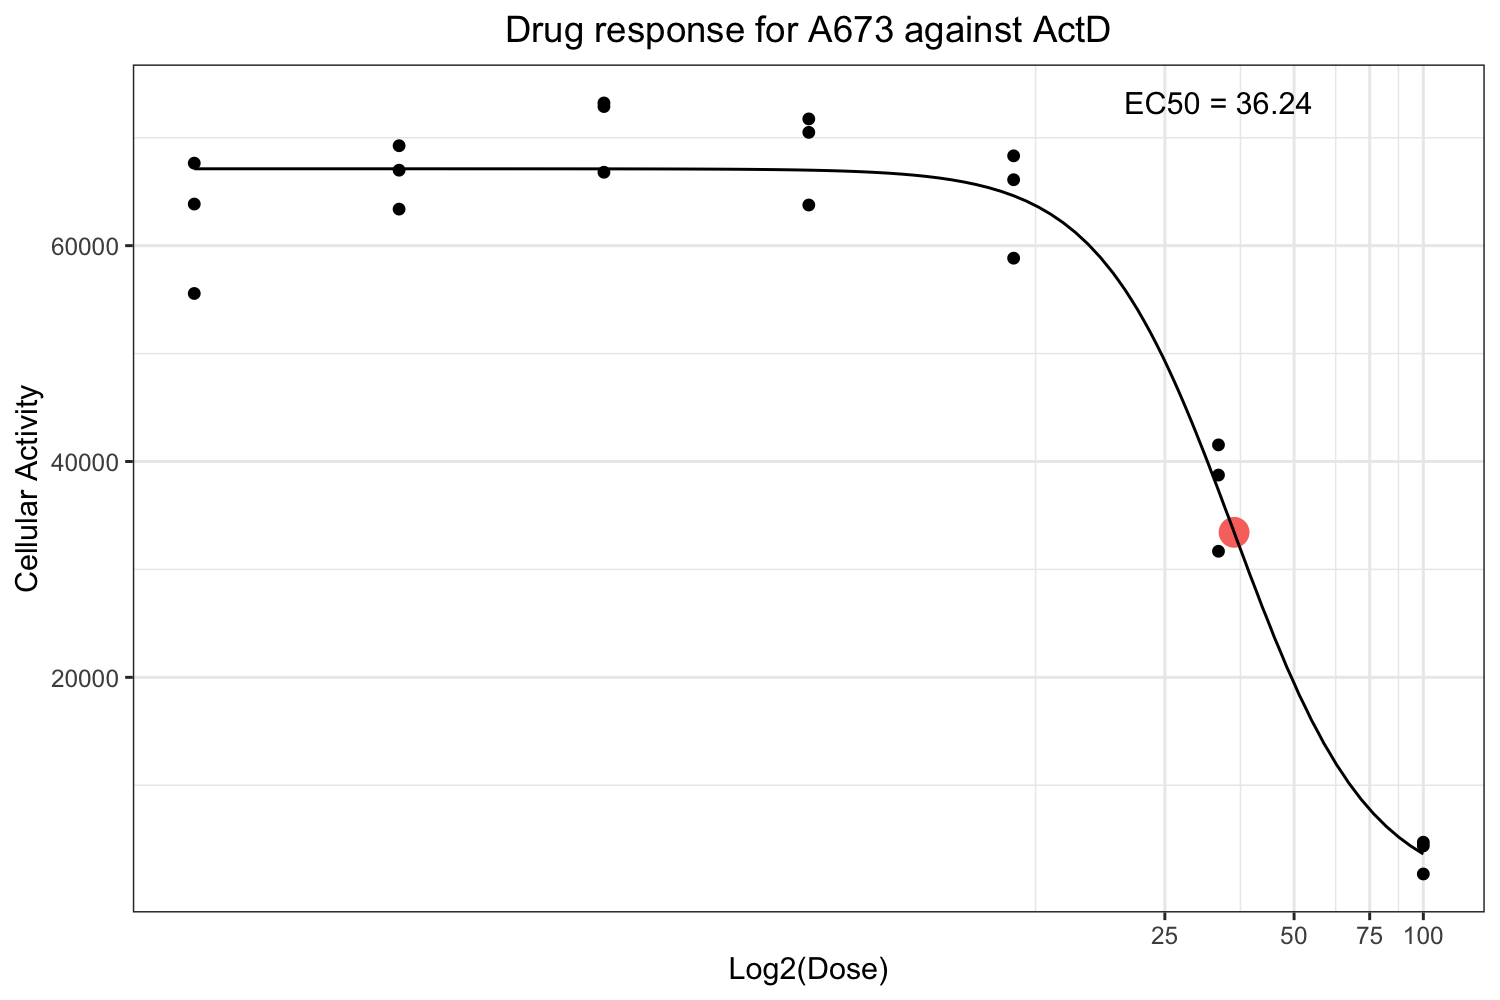 Drug response for A673 against ActD
EC50 = 36.24
Cellular Activity
60000
40000
20000
25 50 75 100
Log2(Dose)